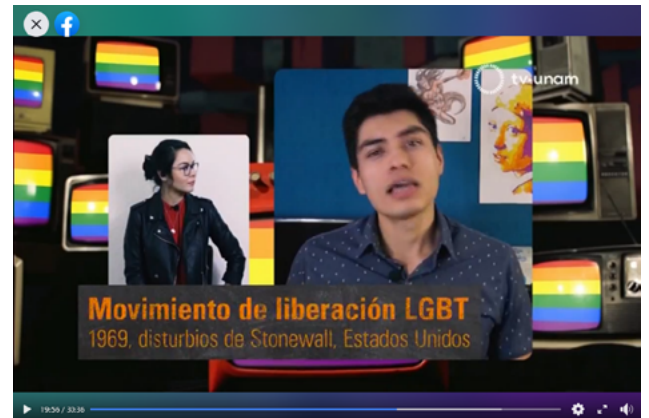 tv·unam
Movimiento de liberación LGBT
1969, disturbios de Stonewall, Estados Unidos
19:56 / 33:36